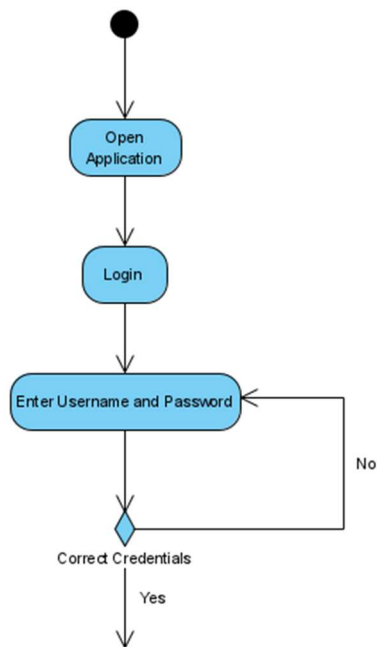 Open
Application
Login
Enter Username and Password
No
Correct Credentials
Yes